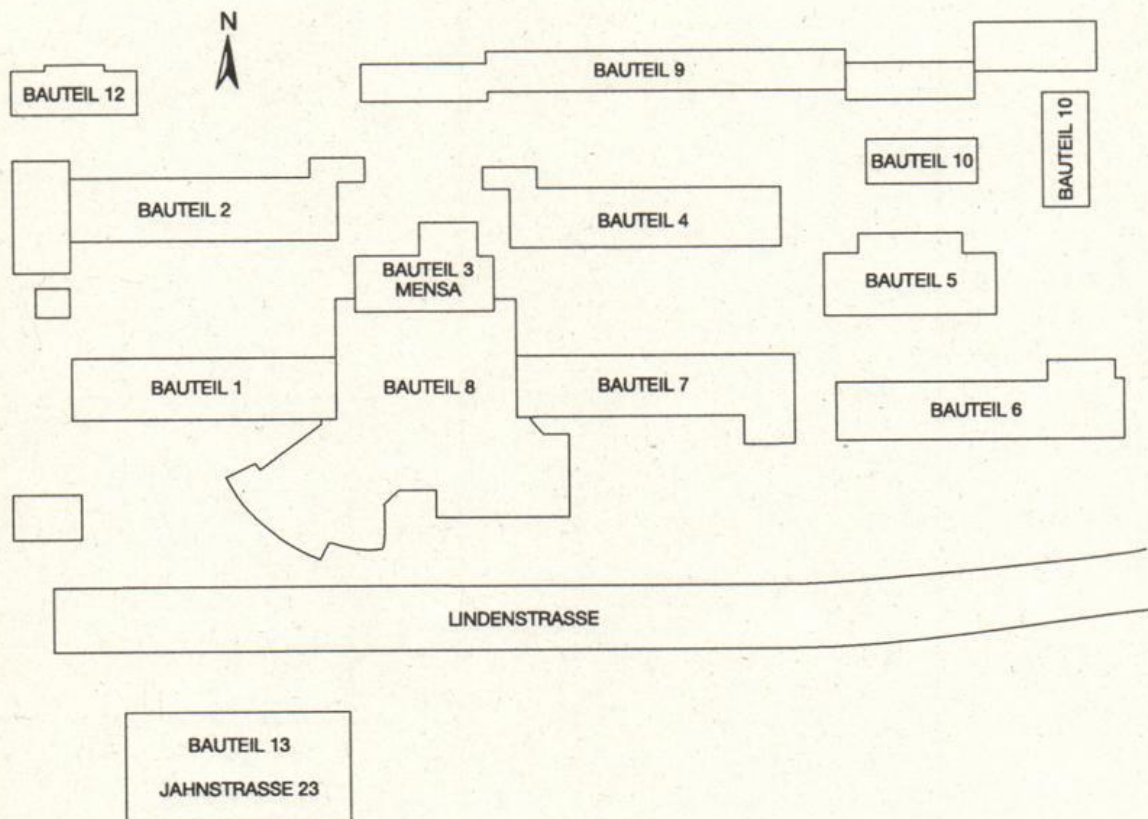 N
BAUTEIL 9
BAUTEIL 12
BAUTEIL 10
BAUTEIL 10
BAUTEIL 2
BAUTEIL 4
BAUTEIL 3
MENSA
BAUTEIL 5
BAUTEIL 1
BAUTEIL 8
BAUTEIL 7
BAUTEIL 6
LINDENSTRASSE
BAUTEIL 13
JAHNSTRASSE 23